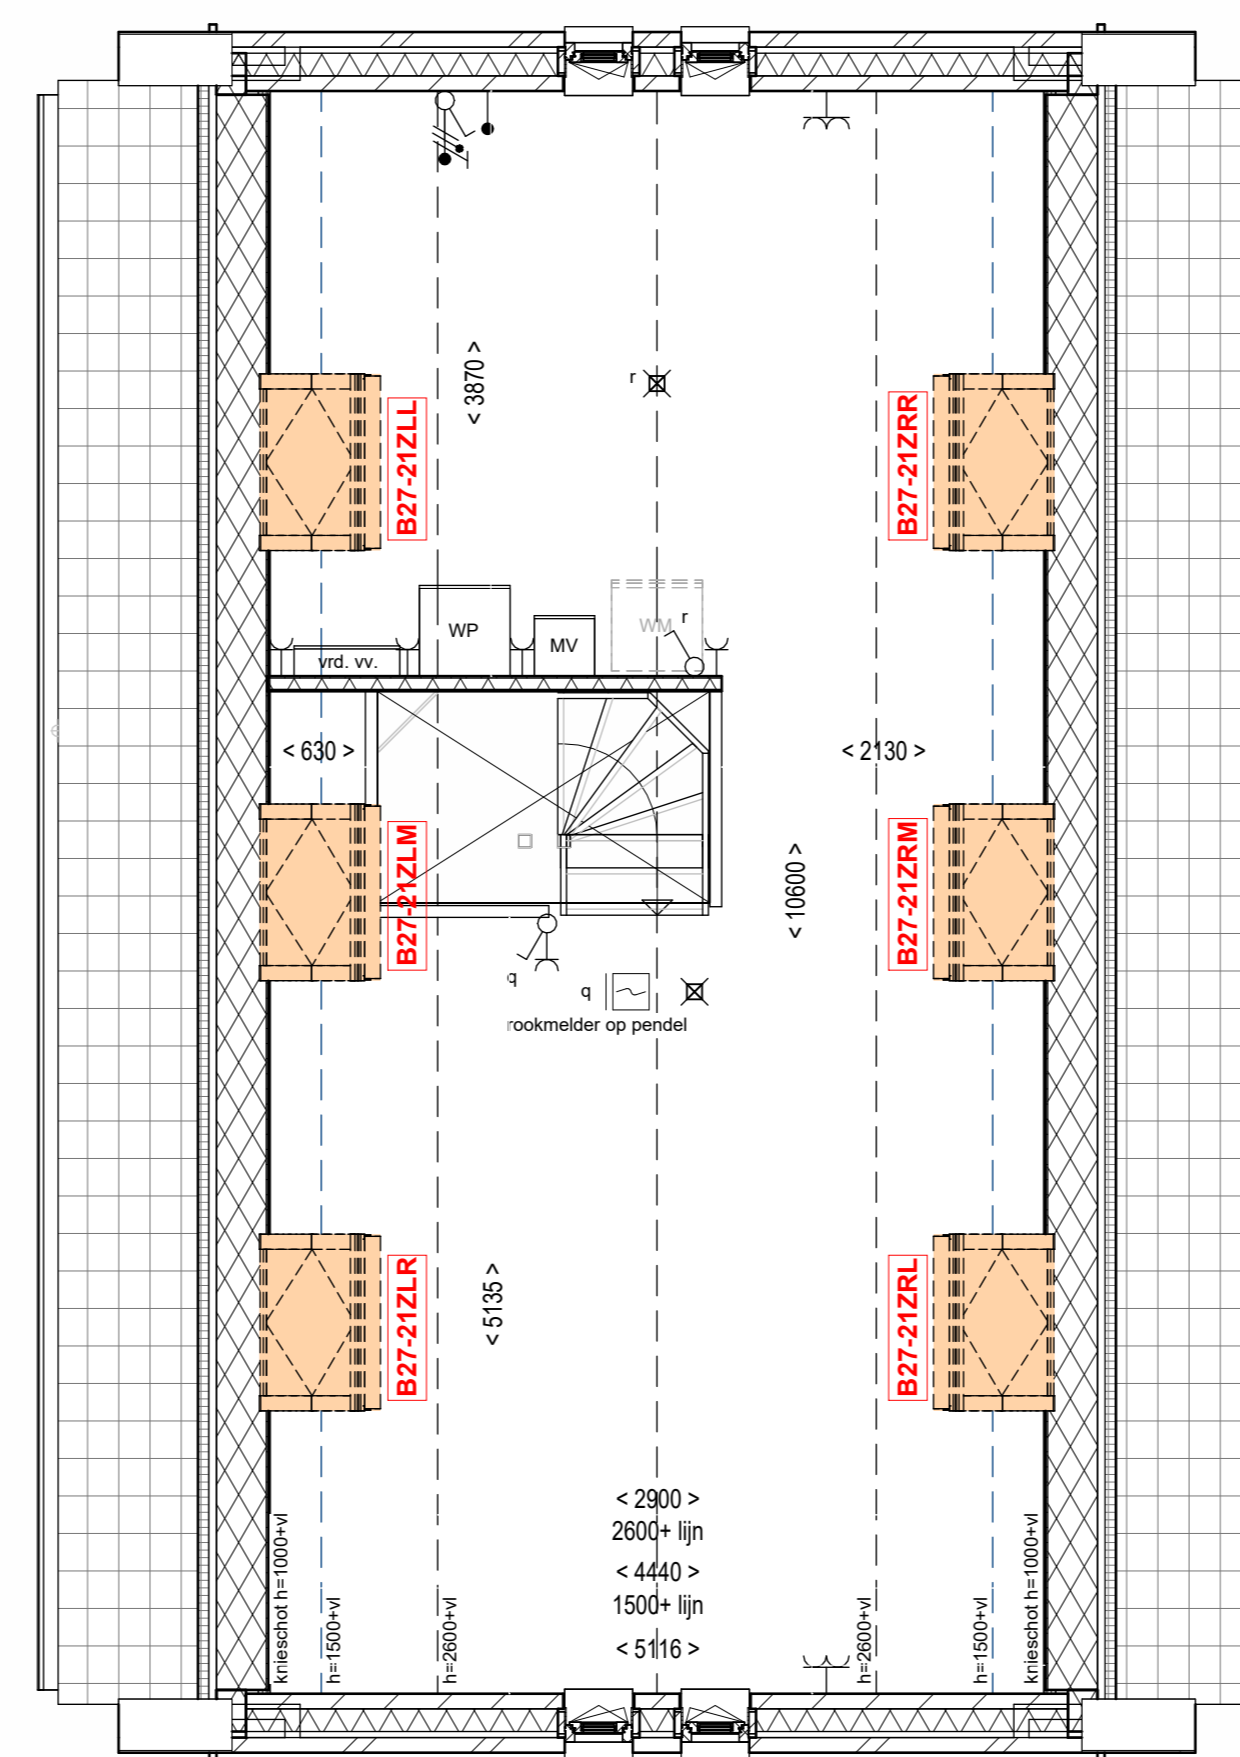 < 3870 >
r
B27-21ZLL
B27-21ZRR
WP
MV
WM
r
vrd. vv.
< 630 >
< 2130 >
B27-21ZLM
B27-21ZRM
< 10600 >
q
q
rookmelder op pendel
B27-21ZLR
B27-21ZRL
< 5135 >
< 2900 >
2600+ lijn
< 4440 >
1500+ lijn
< 5116 >
knieschot h=1000+vl
h=1500+vl
h=2600+vl
h=2600+vl
h=1500+vl
knieschot h=1000+vl